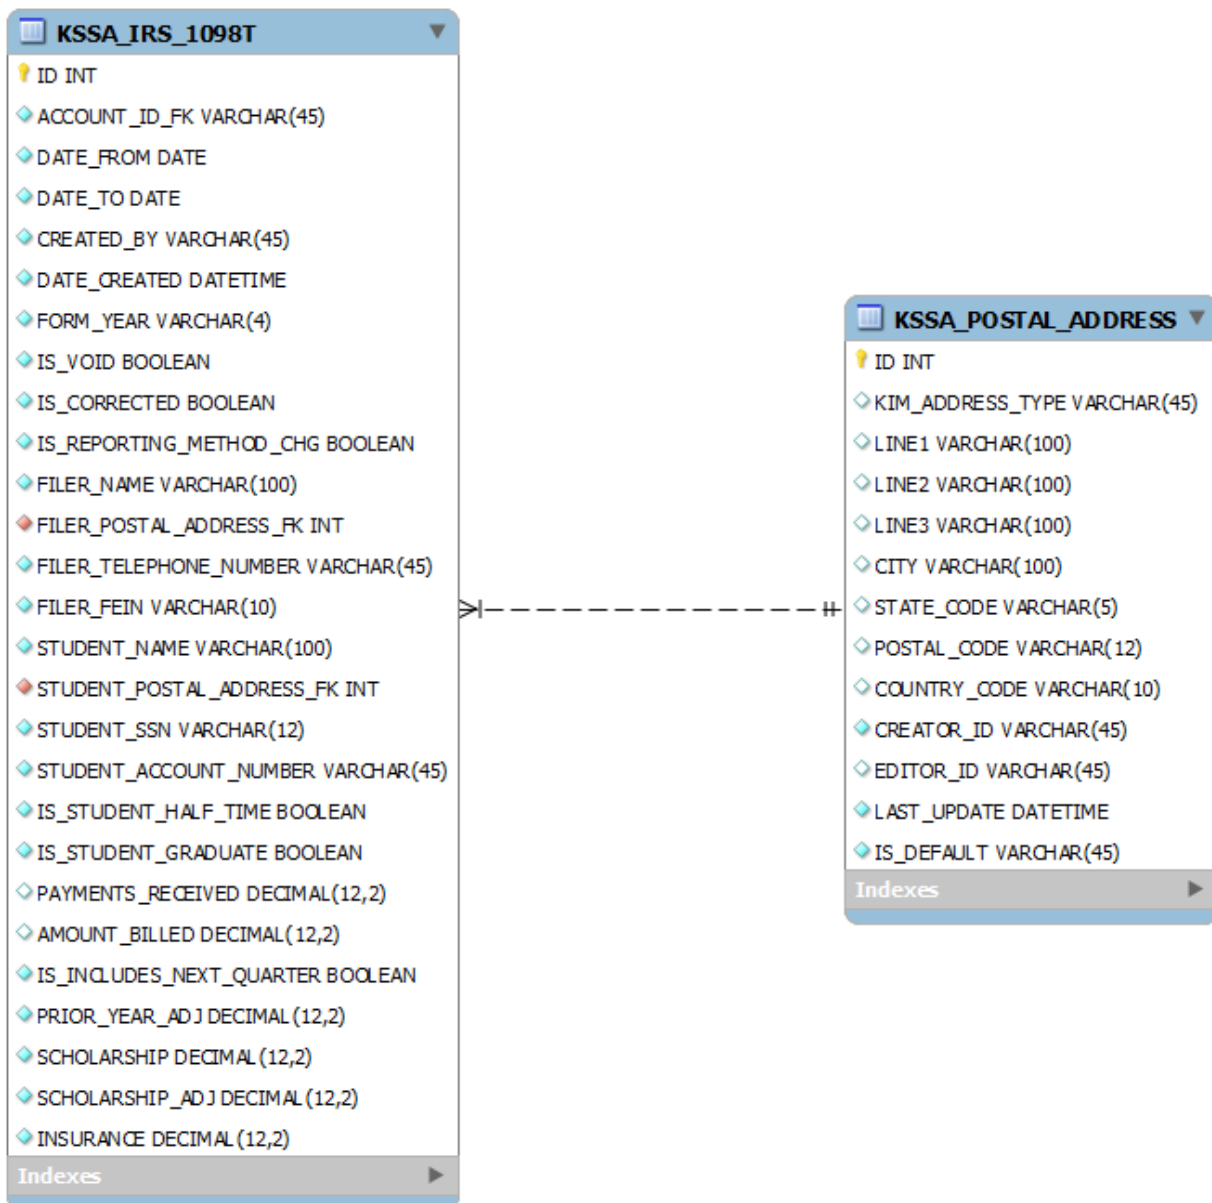 KSSA_IRS_1098T
ID INT
ACCOUNT_ID_FK VARCHAR(45)
DATE_FROM DATE
DATE_TO DATE
CREATED_BY VARCHAR(45)
DATE_CREATED DATETIME
FORM_YEAR VARCHAR(4)
IS_VOID BOOLEAN
IS_CORRECTED BOOLEAN
IS_REPORTING_METHOD_CHG BOOLEAN
FILER_NAME VARCHAR(100)
FILER_POSTAL_ADDRESS_FK INT
FILER_TELEPHONE_NUMBER VARCHAR(45)
FILER_FEIN VARCHAR(10)
STUDENT_NAME VARCHAR(100)
STUDENT_POSTAL_ADDRESS_FK INT
STUDENT_SSN VARCHAR(12)
STUDENT_ACCOUNT_NUMBER VARCHAR(45)
IS_STUDENT_HALF_TIME BOOLEAN
IS_STUDENT_GRADUATE BOOLEAN
PAYMENTS_RECEIVED DECIMAL(12,2)
AMOUNT_BILLED DECIMAL(12,2)
IS_INCLUDES_NEXT_QUARTER BOOLEAN
PRIOR_YEAR_ADJ DECIMAL(12,2)
SCHOLARSHIP DECIMAL(12,2)
SCHOLARSHIP_ADJ DECIMAL(12,2)
INSURANCE DECIMAL(12,2)
Indexes
KSSA_POSTAL_ADDRESS
ID INT
KIM_ADDRESS_TYPE VARCHAR(45)
LINE1 VARCHAR(100)
LINE2 VARCHAR(100)
LINE3 VARCHAR(100)
CITY VARCHAR(100)
STATE_CODE VARCHAR(5)
POSTAL_CODE VARCHAR(12)
COUNTRY_CODE VARCHAR(10)
CREATOR_ID VARCHAR(45)
EDITOR_ID VARCHAR(45)
LAST_UPDATE DATETIME
IS_DEFAULT VARCHAR(45)
Indexes